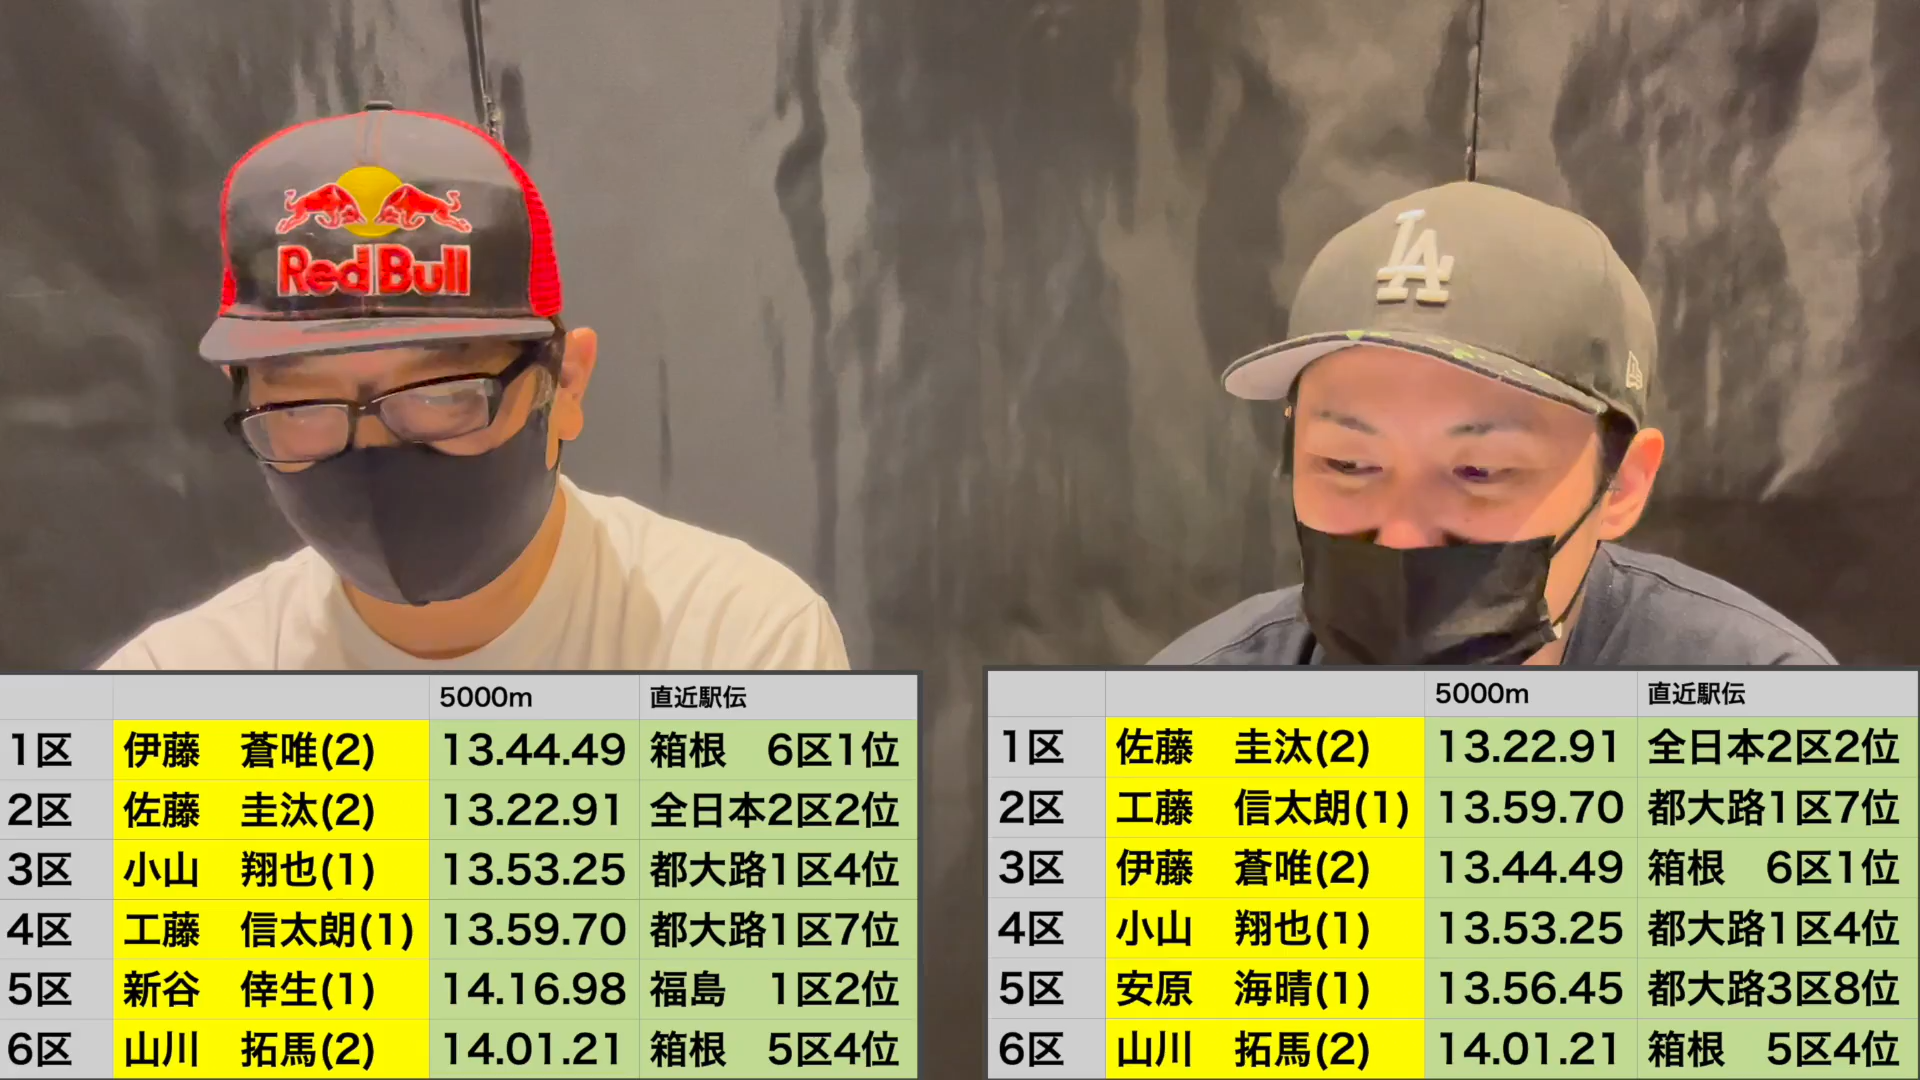 Red Bull
LA
5000m 直近駅伝
1区 伊藤 蒼唯(2) 13.44.49 箱根 6区1位
2区 佐藤 圭汰(2) 13.22.91 全日本2区2位
3区 小山 翔也(1) 13.53.25 都大路1区4位
4区 工藤 信太朗(1) 13.59.70 都大路1区7位
5区 新谷 倖生(1) 14.16.98 福島 1区2位
6区 山川 拓馬(2) 14.01.21 箱根 5区4位
5000m 直近駅伝
1区 佐藤 圭汰(2) 13.22.91 全日本2区2位
2区 工藤 信太朗(1) 13.59.70 都大路1区7位
3区 伊藤 蒼唯(2) 13.44.49 箱根 6区1位
4区 小山 翔也(1) 13.53.25 都大路1区4位
5区 安原 海晴(1) 13.56.45 都大路3区8位
6区 山川 拓馬(2) 14.01.21 箱根 5区4位